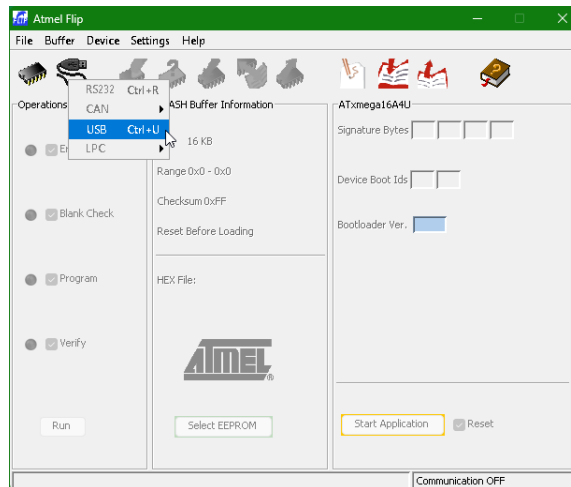 Atmel Flip
File Buffer Device Settings Help
RS232 Ctrl+R
CAN
USB Ctrl+U
LPC
Operations
ASH Buffer Information
16 KB
Range 0x0 - 0x0
Checksum 0xFF
Reset Before Loading
HEX File:
ATMEL
®
Select EEPROM
Er
Blank Check
Program
Verify
Run
ATxmega16A4U
Signature Bytes
Device Boot Ids
Bootloader Ver.
Start Application
Reset
Communication OFF